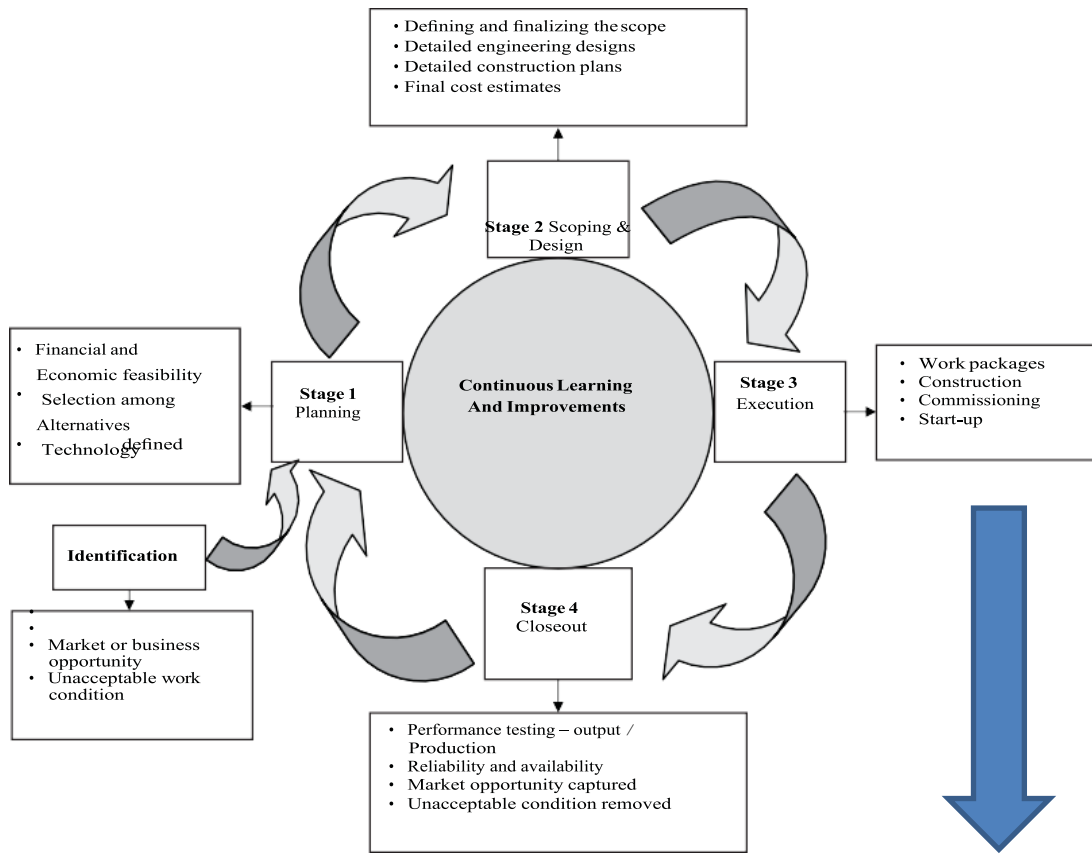 • Defining and finalizing the scope
• Detailed engineering designs
• Detailed construction plans
• Final cost estimates
Stage 2 Scoping &
Design
• Financial and
Economic feasibility
• Selection among
Alternatives
• Technology defined
Stage 1
Planning
Continuous Learning
And Improvements
Stage 3
Execution
• Work packages
• Construction
• Commissioning
• Start-up
Identification
•
•
• Market or business
opportunity
• Unacceptable work
condition
Stage 4
Closeout
• Performance testing – output /
Production
• Reliability and availability
• Market opportunity captured
• Unacceptable condition removed